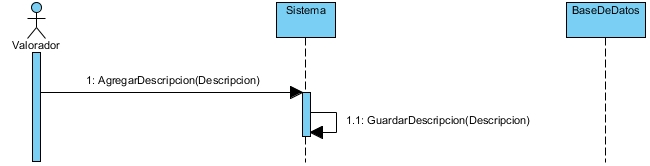 Sistema
BaseDeDatos
Valorador
1: AgregarDescripcion(Descripcion)
1.1: GuardarDescripcion(Descripcion)